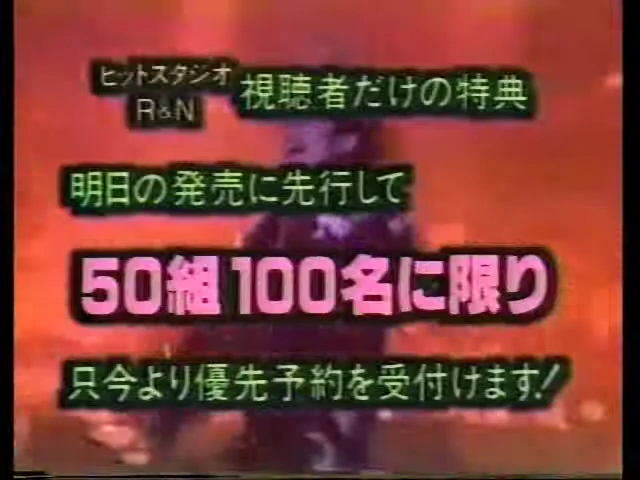 ヒットスタジオ
R&N
視聴者だけの特典
明日の発売に先行して
50組100名に限り
只今より優先予約を受付けます!